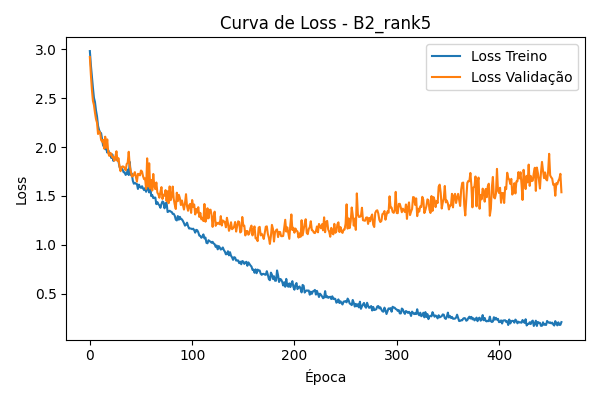 Curva de Loss - B2_rank5
Loss Treino
Loss Validação
Loss
3.0
2.5
2.0
1.5
1.0
0.5
0 100 200 300 400
Época